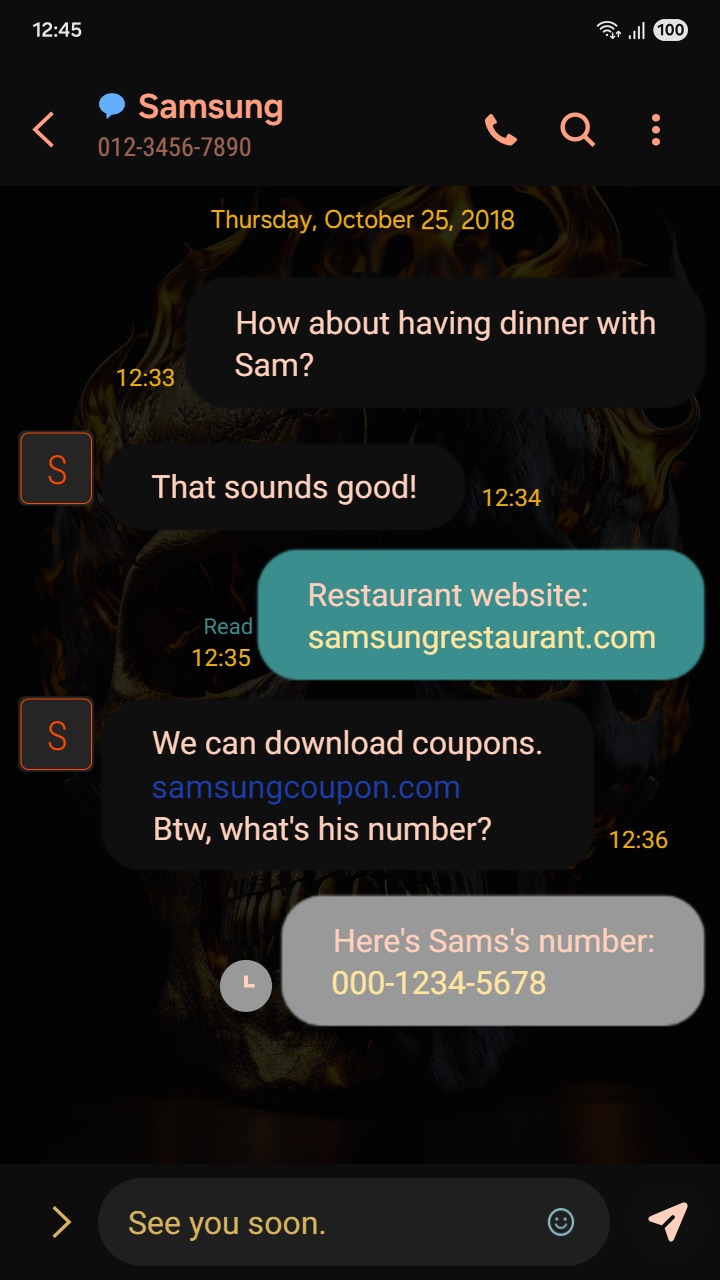 12:45
100
Samsung
012-3456-7890
Thursday, October 25, 2018
How about having dinner with
Sam?
12:33
S
That sounds good!
12:34
Restaurant website:
samsungrestaurant.com
Read
12:35
S
We can download coupons.
samsungcoupon.com
Btw, what's his number?
12:36
Here's Sams's number:
000-1234-5678
See you soon.